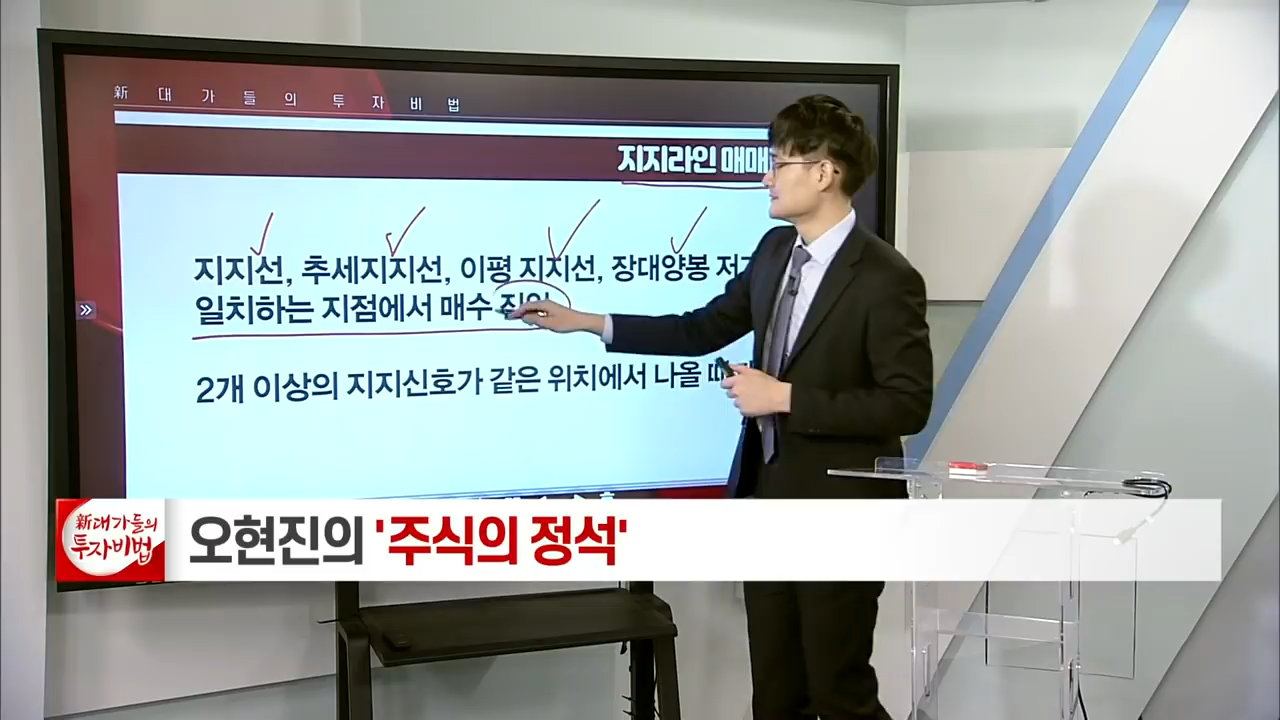 新 대가들의 투자비법
지지라인 매매
지지선, 추세지지선, 이평 지지선, 장대양봉
일치하는 지점에서 매수 진입
2개 이상의 지지신호가 같은 위치에서 나올
新대가들의
투자비법
오현진의 '주식의 정석'